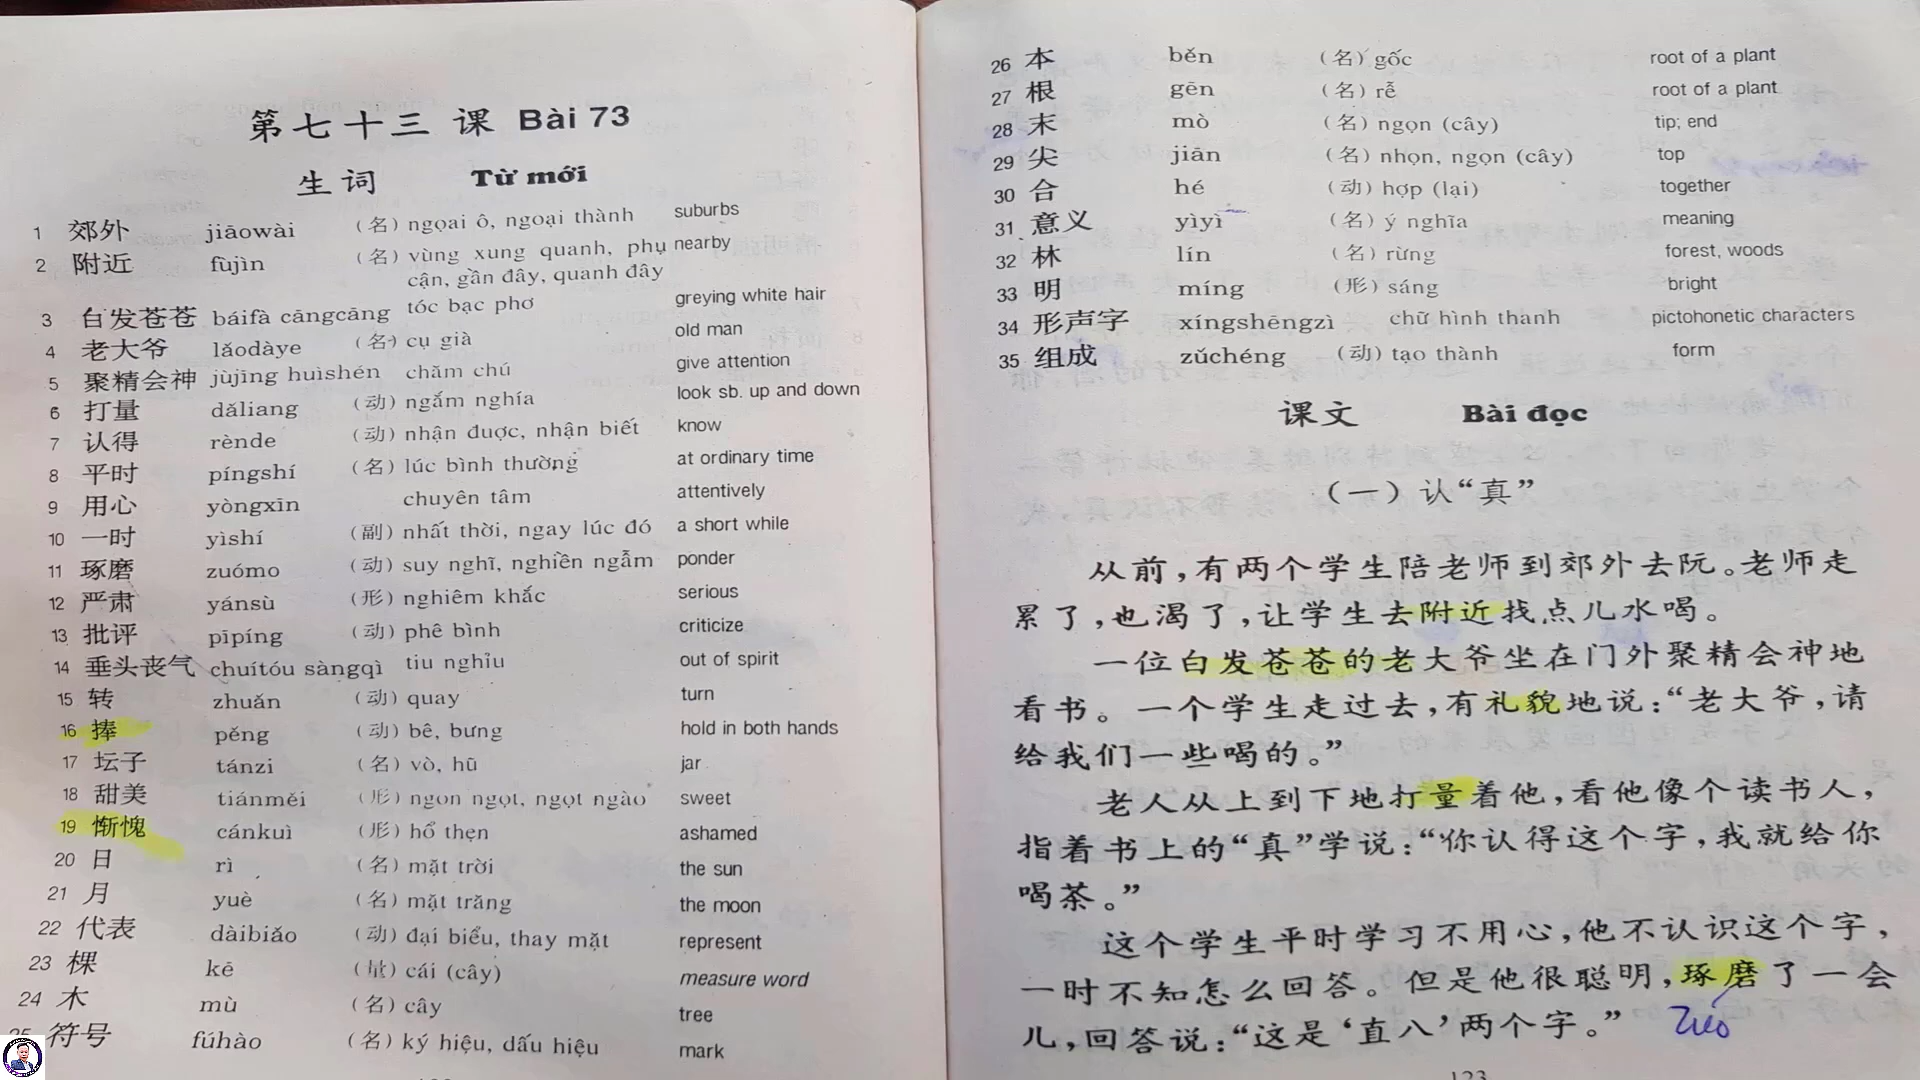 第七十三 课 Bài 73
生词 Từ mới
1 郊外 jiāowài (名) ngoại ô, ngoại thành suburbs
2 附近 fùjìn (名) vùng xung quanh, phụ nearby
cận, gần đây, quanh đây
3 白发苍苍 báifà cāngcāng tóc bạc phơ greying white hair
4 老大爷 lǎodàye (名) cụ già old man
5 聚精会神 jùjīng huìshén chăm chú give attention
6 打量 dǎliang (动) ngắm nghía look sb. up and down
7 认得 rènde (动) nhận được, nhận biết know
8 平时 píngshí (名) lúc bình thường at ordinary time
9 用心 yòngxīn chuyên tâm attentively
10 一时 yìshí (副) nhất thời, ngay lúc đó a short while
11 琢磨 zuómo (动) suy nghĩ, nghiền ngẫm ponder
12 严肃 yánsù (形) nghiêm khắc serious
13 批评 pīpíng (动) phê bình criticize
14 垂头丧气 chuítóu sàngqì tiu nghỉu out of spirit
15 转 zhuǎn (动) quay turn
16 捧 pěng (动) bê, bưng hold in both hands
17 坛子 tánzi (名) vò, hũ jar
18 甜美 tiánměi (形) ngon ngọt, ngọt ngào sweet
19 惭愧 cánkuì (形) hổ thẹn ashamed
20 日 rì (名) mặt trời the sun
21 月 yuè (名) mặt trăng the moon
22 代表 dàibiǎo (动) đại biểu, thay mặt represent
23 棵 kē (量) cái (cây) measure word
24 木 mù (名) cây tree
25 符号 fúhào (名) ký hiệu, dấu hiệu mark
26 本 běn (名) gốc root of a plant
27 根 gēn (名) rễ root of a plant
28 末 mò (名) ngọn (cây) tip; end
29 尖 jiān (名) nhọn, ngọn (cây) top
30 合 hé (动) hợp (lại) together
31 意义 yìyì (名) ý nghĩa meaning
32 林 lín (名) rừng forest, woods
33 明 míng (形) sáng bright
34 形声字 xíngshēngzì chữ hình thanh pictohonetic characters
35 组成 zǔchéng (动) tạo thành form
课文 Bài đọc
(一) 认“真”
从前,有两个学生陪老师到郊外去阮。老师走
累了,也渴了,让学生去附近找点儿水喝。
一位白发苍苍的老大爷坐在门外聚精会神地
看书。一个学生走过去,有礼貌地说:“老大爷,请
给我们一些喝的。”
老人从上到下地打量着他,看他像个读书人,
指着书上的“真”学说:“你认得这个字,我就给你
喝茶。”
这个学生平时学习不用心,他不认识这个字,
一时不知怎么回答。但是他很聪明,琢磨了一会
儿,回答说:“这是‘直八’两个字。”
Zuo
123